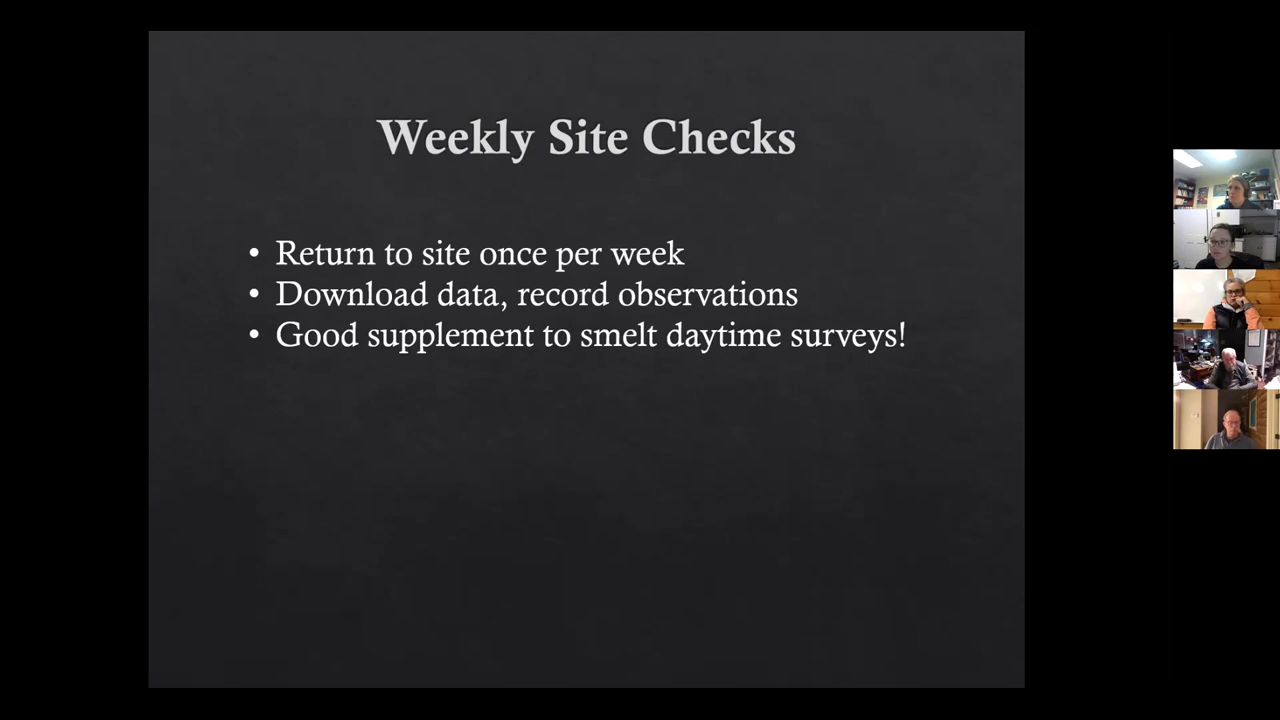 Weekly Site Checks
• Return to site once per week
• Download data, record observations
• Good supplement to smelt daytime surveys!